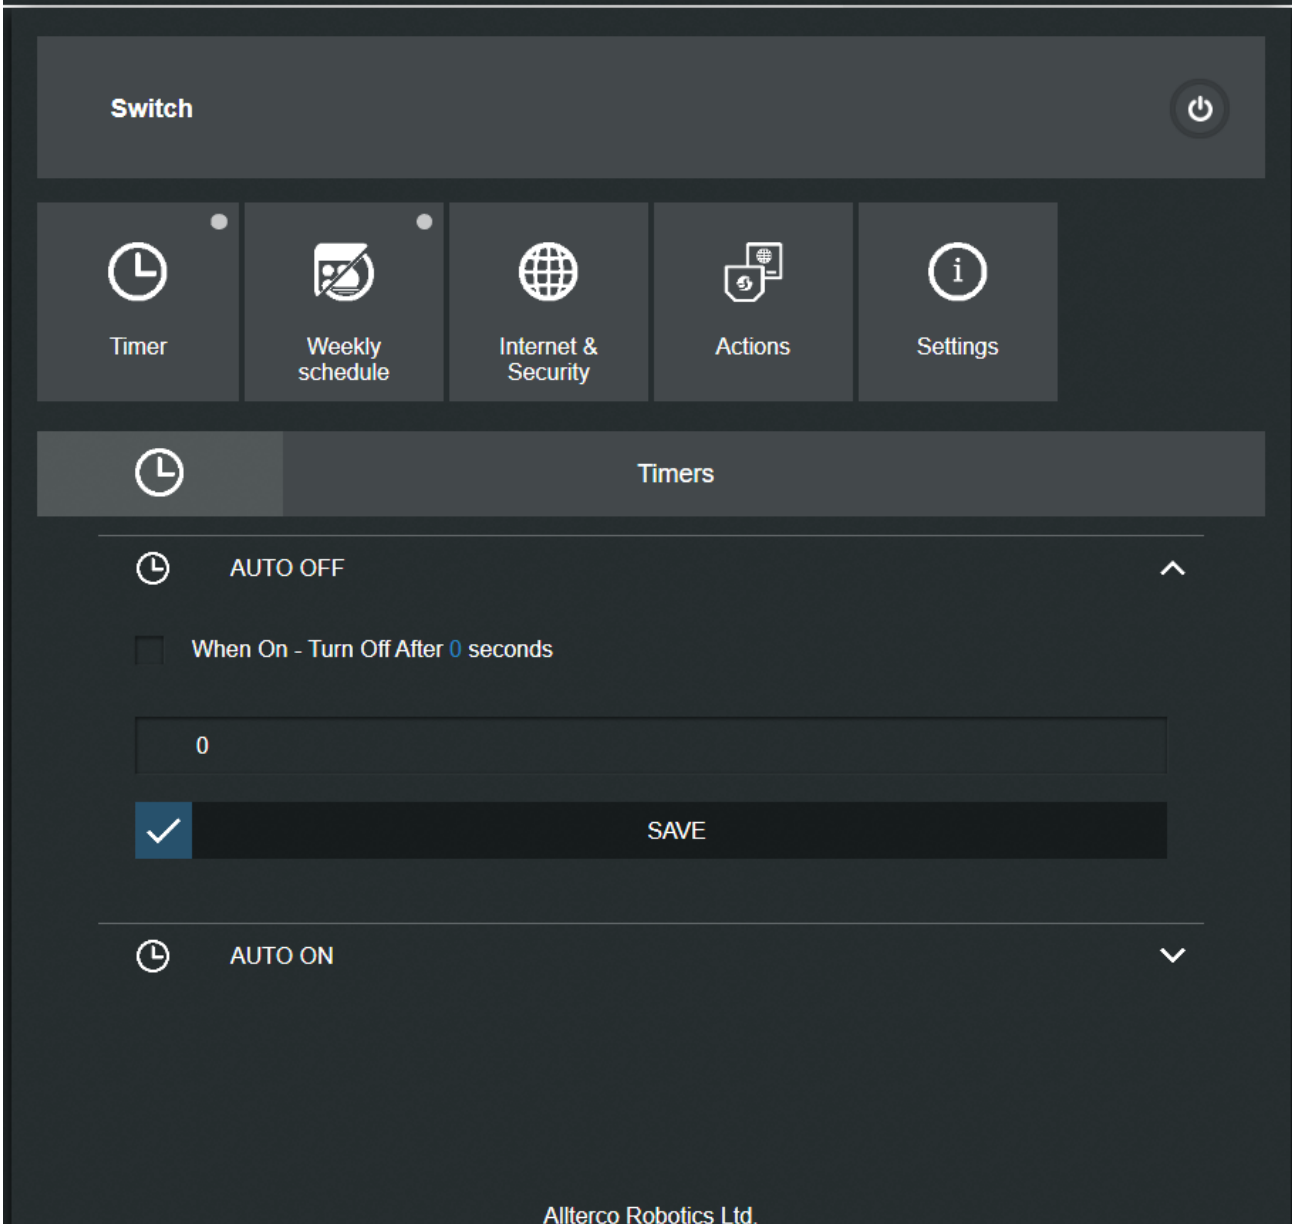 Switch
Timer
Weekly
schedule
Internet &
Security
Actions
Settings
Timers
AUTO OFF
When On - Turn Off After 0 seconds
0
SAVE
AUTO ON
Allterco Robotics Ltd.